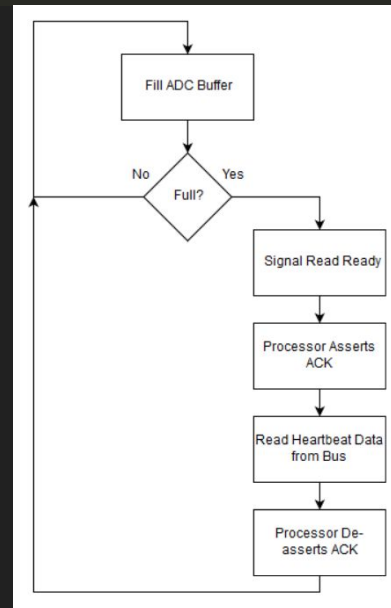 Fill ADC Buffer
No
Yes
Full?
Signal Read Ready
Processor Asserts
ACK
Read Heartbeat Data
from Bus
Processor De-
asserts ACK